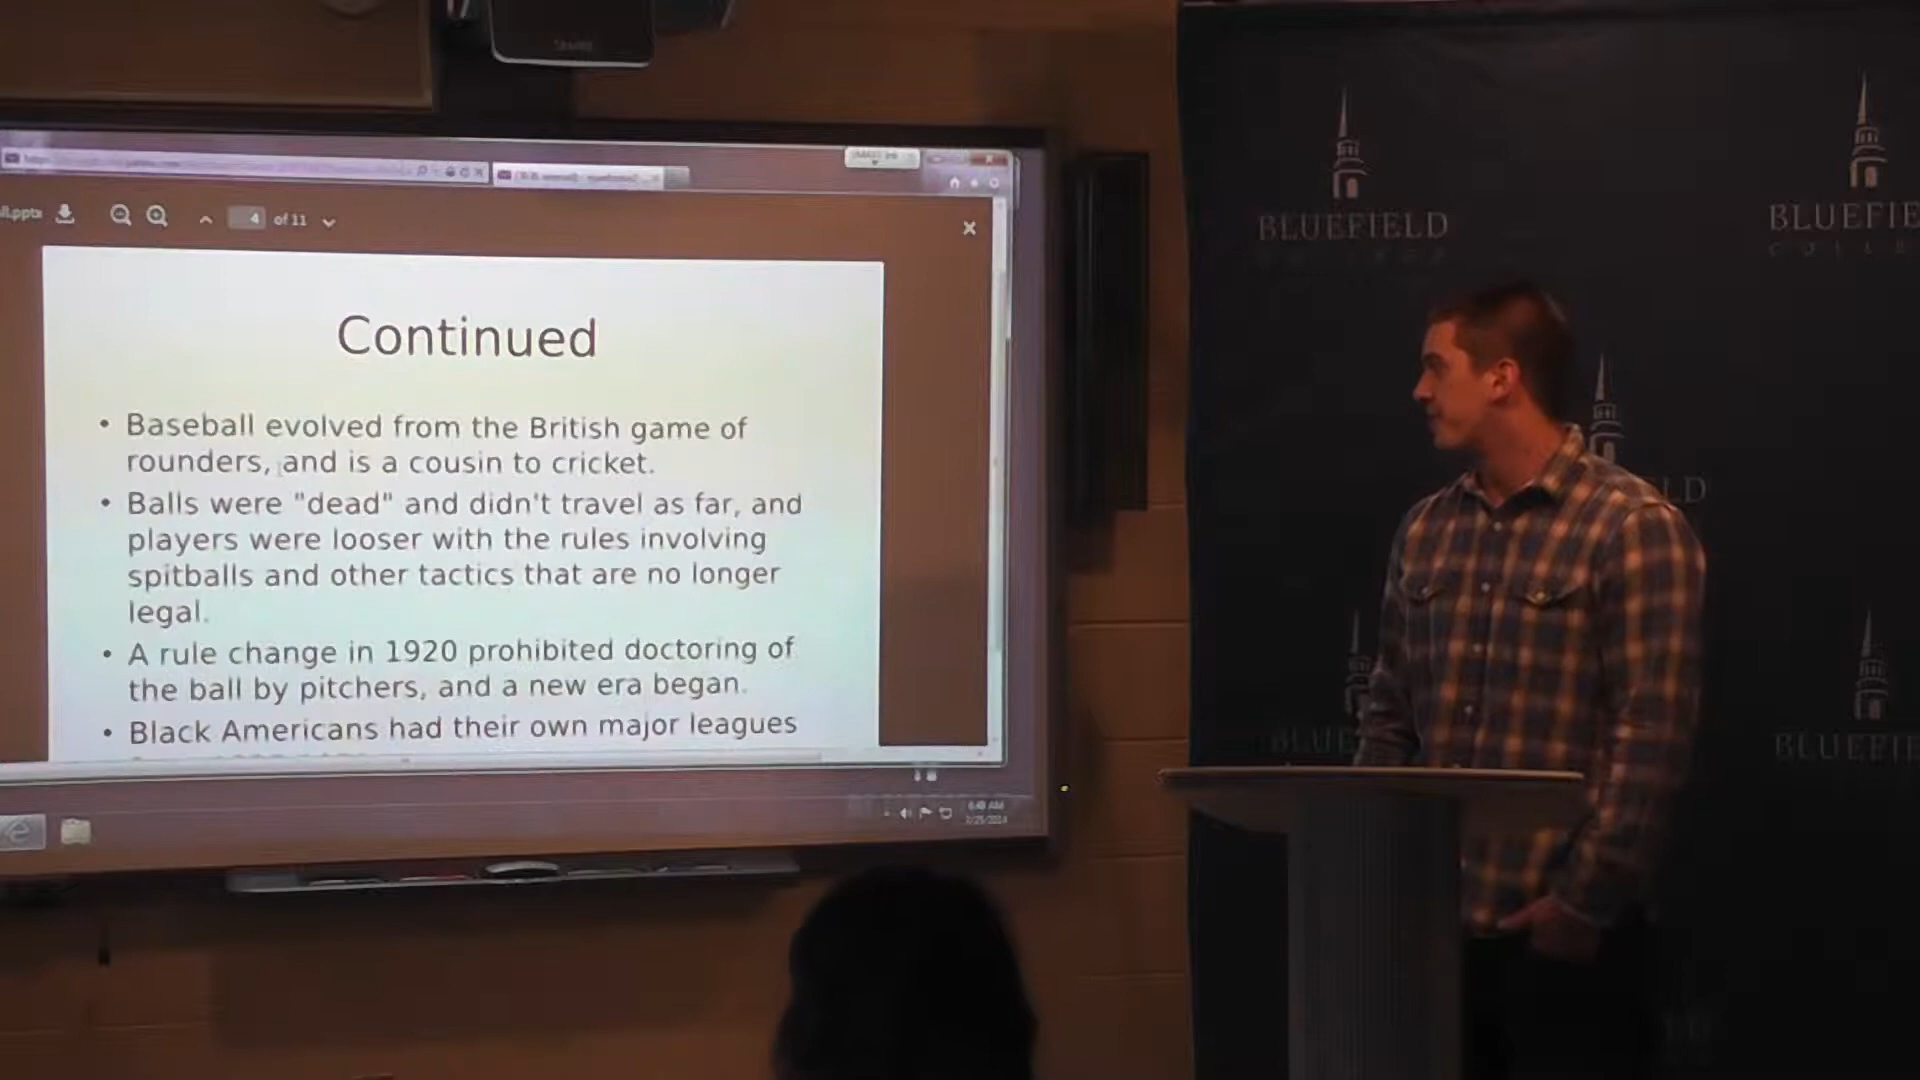 4 of 11
Continued
• Baseball evolved from the British game of
rounders, and is a cousin to cricket.
• Balls were "dead" and didn't travel as far, and
players were looser with the rules involving
spitballs and other tactics that are no longer
legal.
• A rule change in 1920 prohibited doctoring of
the ball by pitchers, and a new era began.
• Black Americans had their own major leagues
BLUEFIELD
BLUEFIE
COLLE
LD
BLUE
BLUEFIE